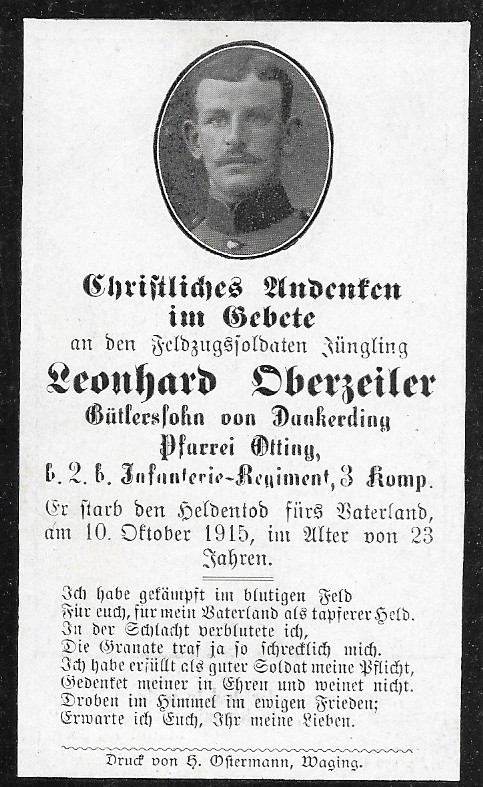 Christliches Andenken
im Gebete
an den Feldzugssoldaten Jüngling
Leonhard Oberzeiler
Gütlerssohn von Dankerding
Pfarrei Otting,
b. 2. b. Infanterie-Regiment, 3 Komp.
Er starb den Heldentod fürs Vaterland,
am 10. Oktober 1915, im Alter von 23
Jahren.
Ich habe gekämpft im blutigen Feld
Für euch, für mein Vaterland als tapferer Held.
In der Schlacht verblutete ich,
Die Granate traf ja so schrecklich mich.
Ich habe erfüllt als guter Soldat meine Pflicht,
Gedenket meiner in Ehren und weinet nicht.
Droben im Himmel im ewigen Frieden;
Erwarte ich Euch, Ihr meine Lieben.
Druck von H. Ostermann, Waging.